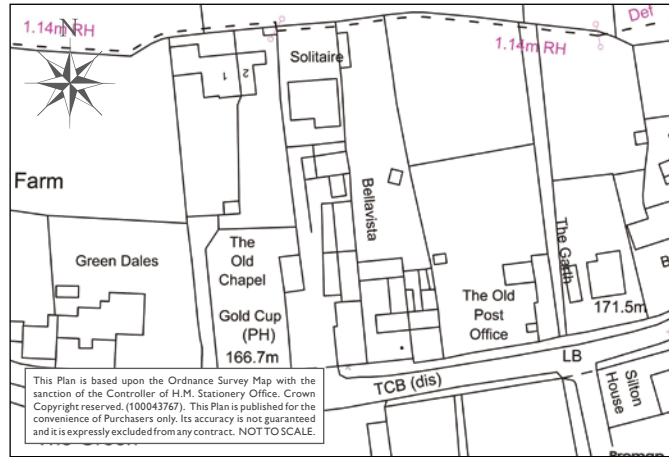 1.14m RH
N
Def
Solitaire
1.14m RH
1
2
Farm
Bellavista
The Garth
Green Dales
The
Old
Chapel
Gold Cup
(PH)
166.7m
The Old
Post
Office
171.5m
B
LB
TCB (dis)
Silton
House
This Plan is based upon the Ordnance Survey Map with the
sanction of the Controller of H.M. Stationery Office. Crown
Copyright reserved. (100043767). This Plan is published for the
convenience of Purchasers only. Its accuracy is not guaranteed
and it is expressly excluded from any contract. NOT TO SCALE.
Promap